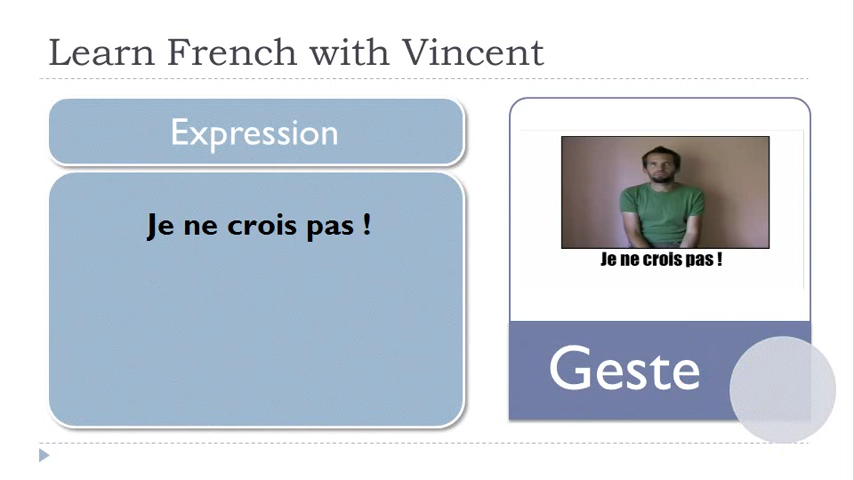 Learn French with Vincent
Expression
Je ne crois pas !
Je ne crois pas !
Geste